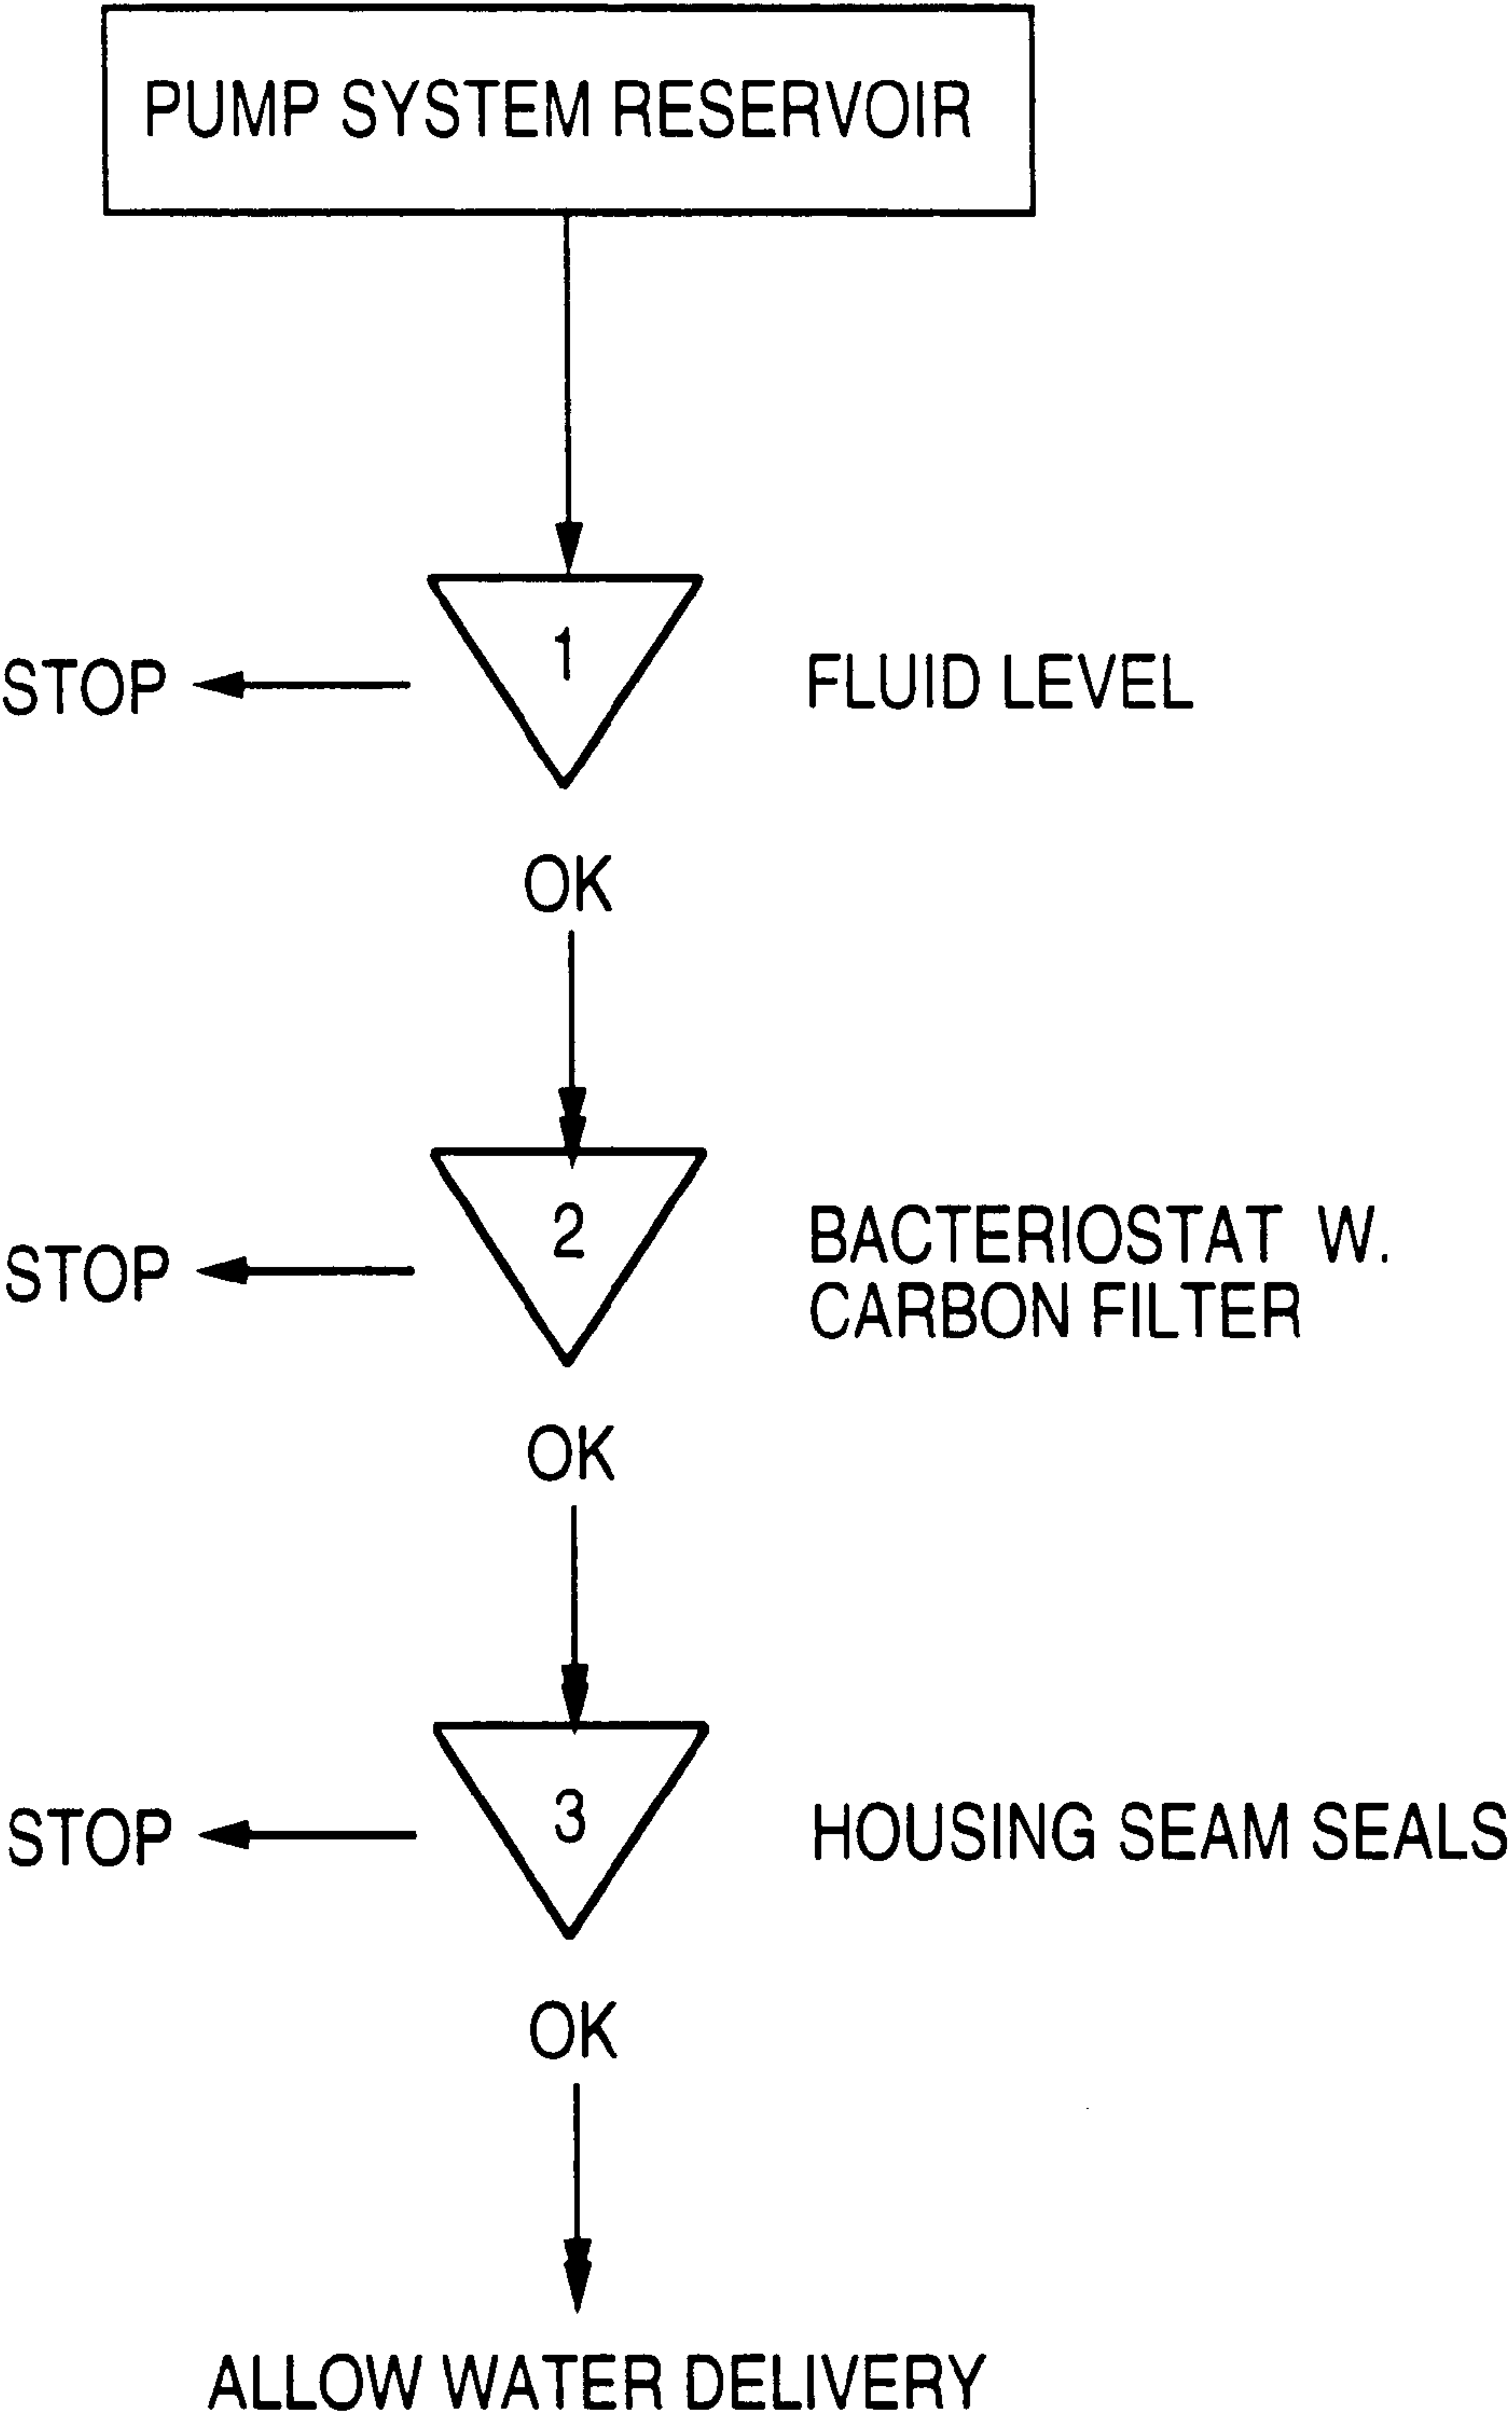 PUMP SYSTEM RESERVOIR
1
STOP
FLUID LEVEL
OK
2
STOP
BACTERIOSTAT W.
CARBON FILTER
OK
3
STOP
HOUSING SEAM SEALS
OK
ALLOW WATER DELIVERY